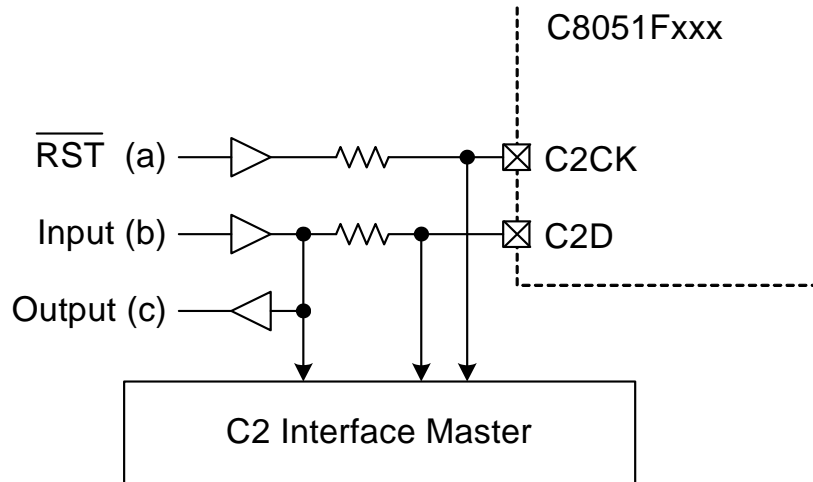 C8051Fxxx
RST (a)
C2CK
Input (b)
C2D
Output (c)
C2 Interface Master